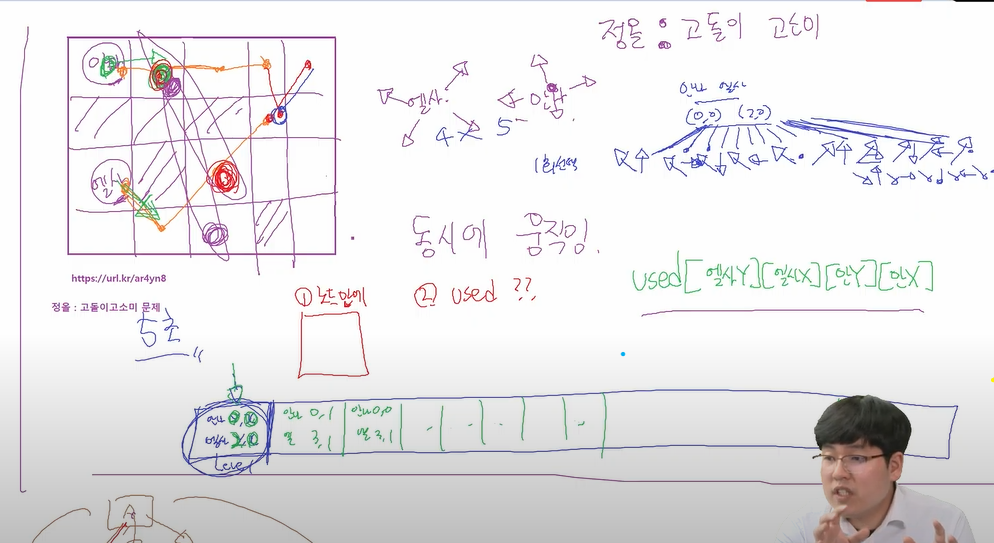 정올 : 고돌이 고소미
안
엘사
엘사.
안나
4 x 5
1회선택
안나 엘사
(0,0) (2,0)
동시에 움직임.
used[엘사Y][엘사X][안Y][안X]
https://url.kr/ar4yn8
정올 : 고돌이고소미 문제
5초
① 노드안에
② used ??
안나 0,0
엘사 2,0
Level
안나 0,1
엘 3,1
안나 0,0
엘 3,1
A